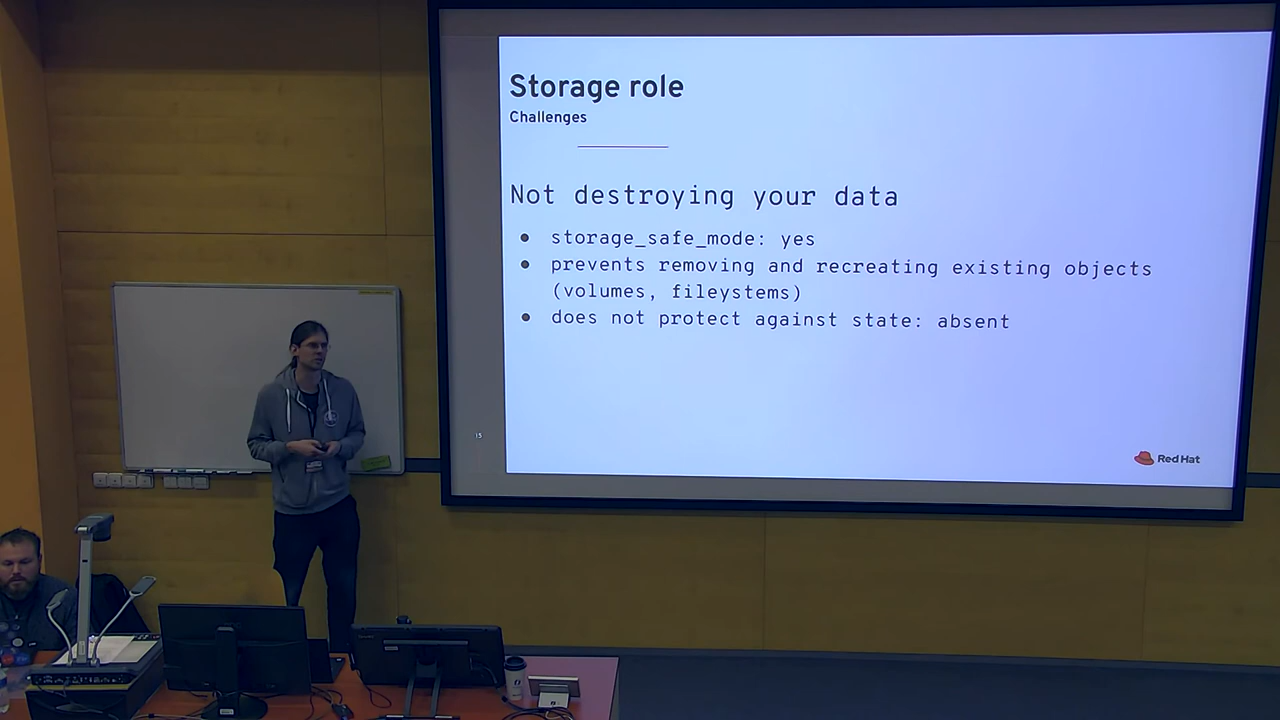 Storage role
Challenges
Not destroying your data
● storage_safe_mode: yes
● prevents removing and recreating existing objects
(volumes, fileystems)
● does not protect against state: absent
15
Red Hat